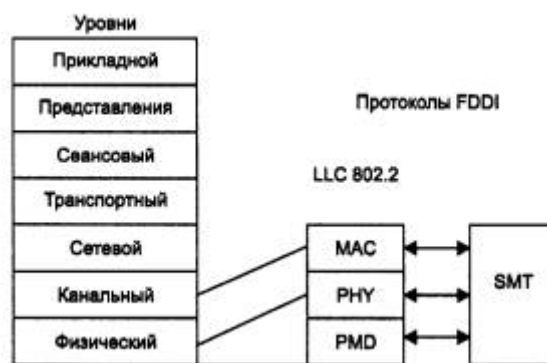 Уровни
Прикладной
Представления
Сеансовый
Транспортный
Сетевой
Канальный
Физический
Протоколы FDDI
LLC 802.2
MAC
PHY
PMD
SMT